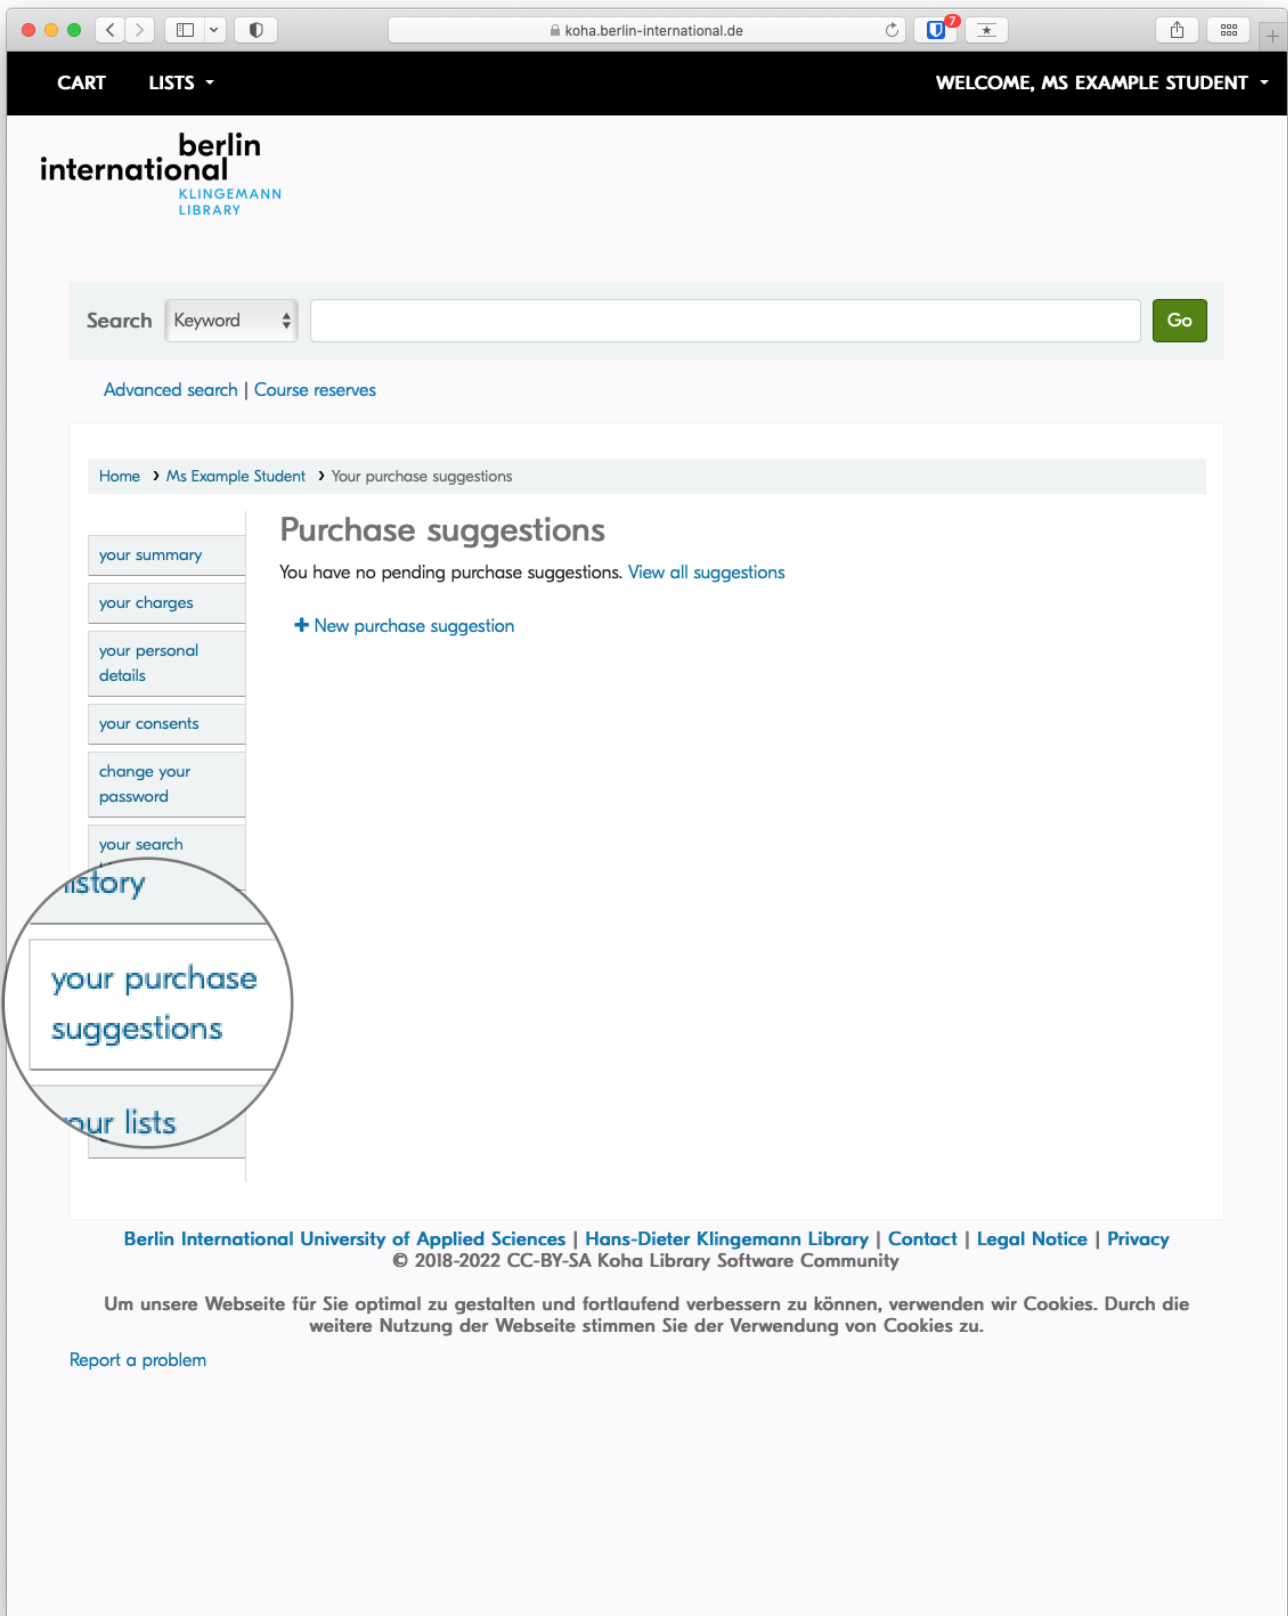 koha.berlin-international.de
7
CART LISTS WELCOME, MS EXAMPLE STUDENT
berlin
international
KLINGEMANN
LIBRARY
Search Keyword Go
Advanced search | Course reserves
Home › Ms Example Student › Your purchase suggestions
Purchase suggestions
You have no pending purchase suggestions. View all suggestions
+ New purchase suggestion
your summary
your charges
your personal
details
your consents
change your
password
your search
history
your purchase
suggestions
your lists
Berlin International University of Applied Sciences | Hans-Dieter Klingemann Library | Contact | Legal Notice | Privacy
© 2018-2022 CC-BY-SA Koha Library Software Community
Um unsere Webseite für Sie optimal zu gestalten und fortlaufend verbessern zu können, verwenden wir Cookies. Durch die
weitere Nutzung der Webseite stimmen Sie der Verwendung von Cookies zu.
Report a problem